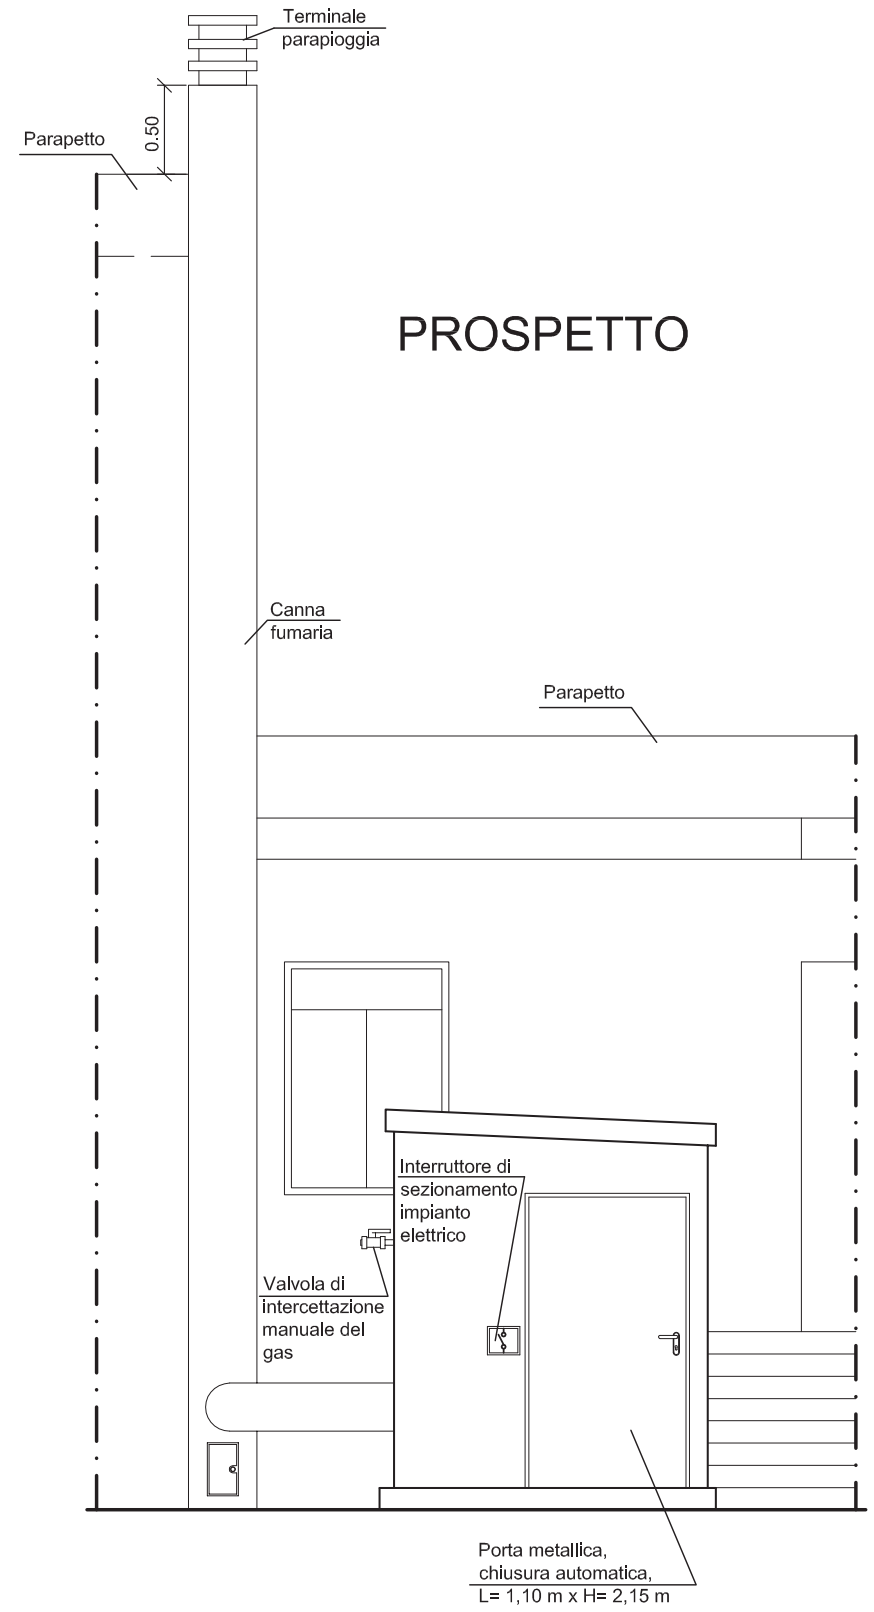 Terminale
parapioggia
0.50
Parapetto
PROSPETTO
Canna
fumaria
Parapetto
Interruttore di
sezionamento
impianto
elettrico
Valvola di
intercettazione
manuale del
gas
Porta metallica,
chiusura automatica,
L= 1,10 m x H= 2,15 m